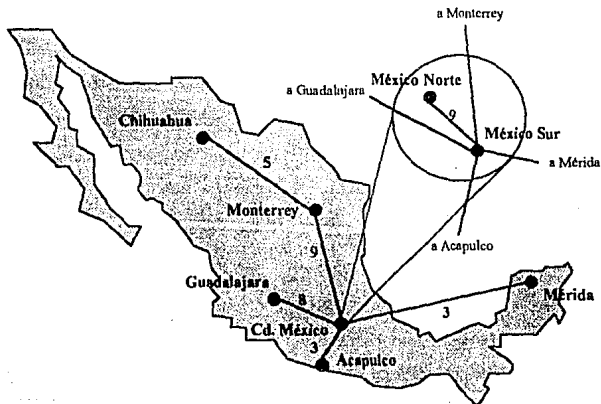 a Monterrey
México Norte
a Guadalajara
9
Chihuahua
México Sur
5
a Mérida
Monterrey
a Acapulco
9
Guadalajara
8
Mérida
Cd. México
3
3
Acapulco